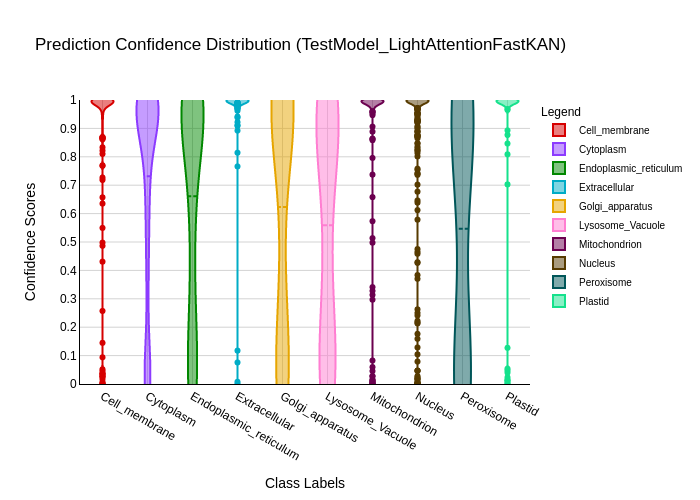 Prediction Confidence Distribution (TestModel_LightAttentionFastKAN)
Confidence Scores
1
0.9
0.8
0.7
0.6
0.5
0.4
0.3
0.2
0.1
0
Cell_membrane
Cytoplasm
Endoplasmic_reticulum
Extracellular
Golgi_apparatus
Lysosome_Vacuole
Mitochondrion
Nucleus
Peroxisome
Plastid
Class Labels
Legend
Cell_membrane
Cytoplasm
Endoplasmic_reticulum
Extracellular
Golgi_apparatus
Lysosome_Vacuole
Mitochondrion
Nucleus
Peroxisome
Plastid